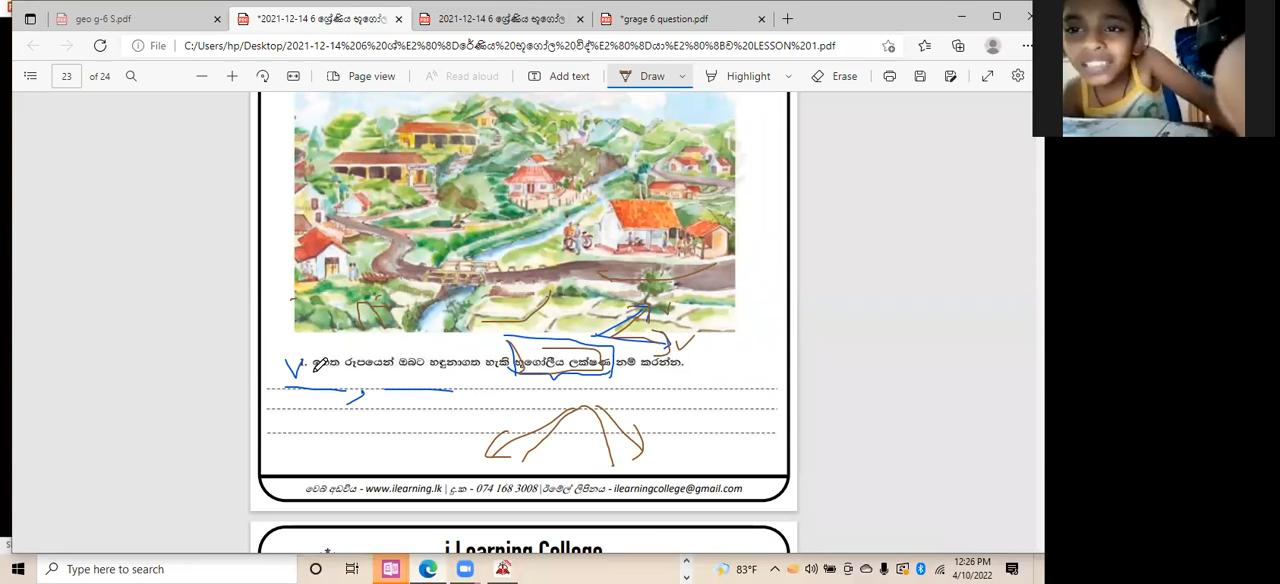 geo g-6 S.pdf
*2021-12-14 6 ශ්‍රේණිය භූගෝල
2021-12-14 6 ශ්‍රේණිය භූගෝල
*grage 6 question.pdf
File
C:/Users/hp/Desktop/2021-12-14%206%20ශ්%E2%80%8Dරේණිය%20භූගෝල%20විද්%E2%80%8Dයා%E2%80%8BĐ%20LESSON%201.pdf
23 of 24
Page view
Read aloud
Add text
Draw
Highlight
Erase
1. ඉහත රූපයෙන් ඔබට හඳුනාගත හැකි භූගෝලීය ලක්ෂණ නම් කරන්න.
වෙබ් අඩවිය - www.ilearning.lk | දු.ක - 074 168 3008 | ඊමේල් ලිපිනය - ilearningcollege@gmail.com
i Learning College
Type here to search
83°F
12:26 PM
4/10/2022